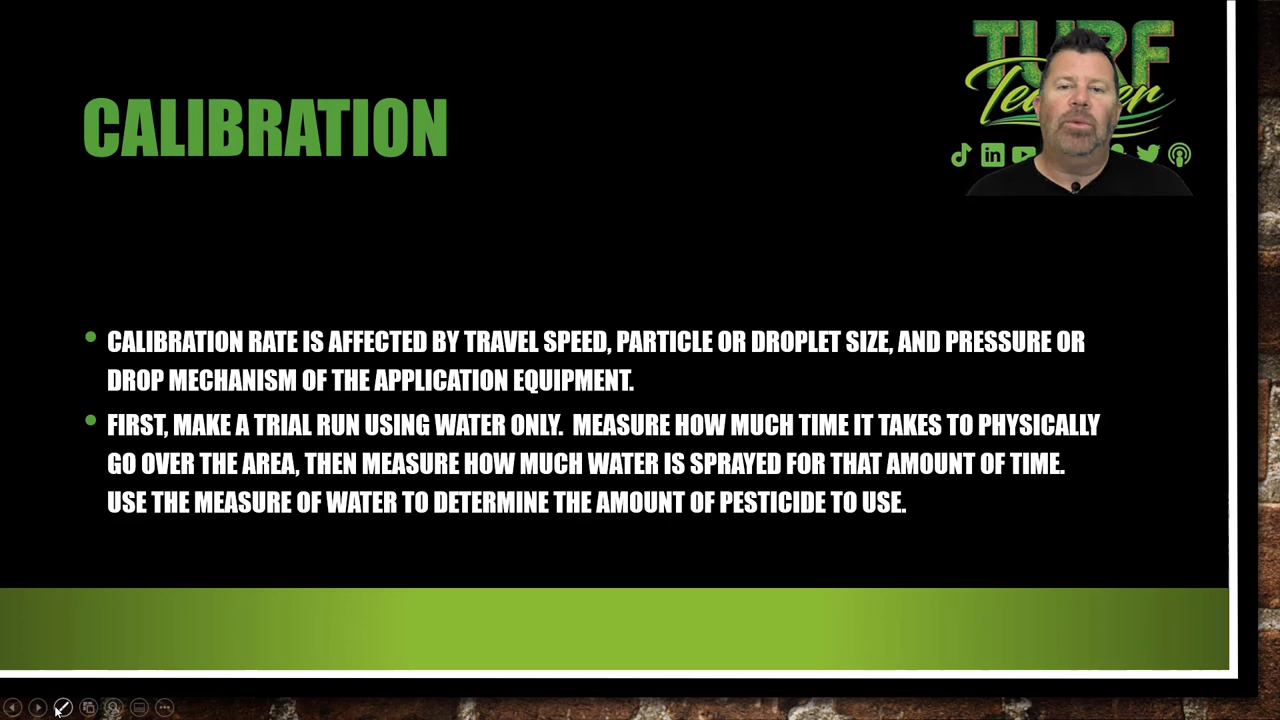 TURF
CALIBRATION
CALIBRATION RATE IS AFFECTED BY TRAVEL SPEED, PARTICLE OR DROPLET SIZE, AND PRESSURE OR
DROP MECHANISM OF THE APPLICATION EQUIPMENT.
FIRST, MAKE A TRIAL RUN USING WATER ONLY. MEASURE HOW MUCH TIME IT TAKES TO PHYSICALLY
GO OVER THE AREA, THEN MEASURE HOW MUCH WATER IS SPRAYED FOR THAT AMOUNT OF TIME.
USE THE MEASURE OF WATER TO DETERMINE THE AMOUNT OF PESTICIDE TO USE.